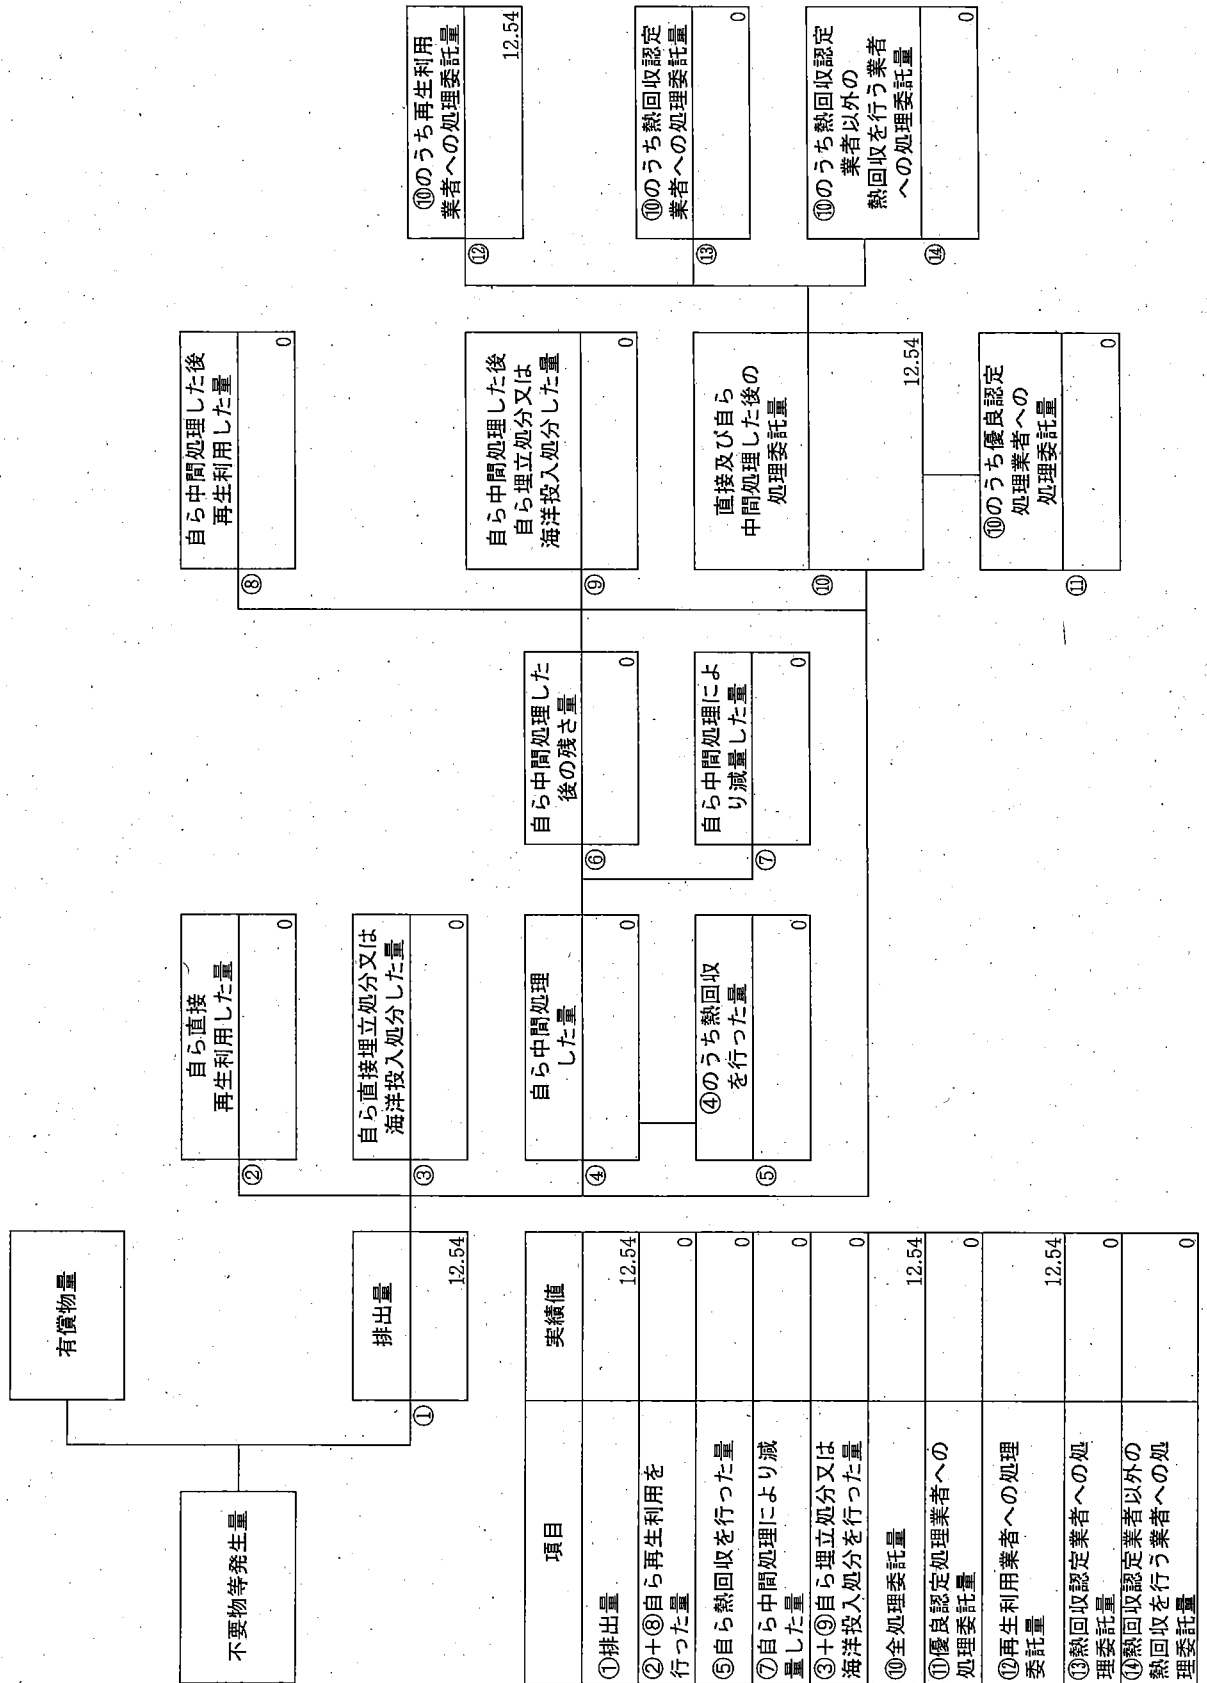 不要物等発生量
有償物量
排出量
①
12.54
自ら直接
再生利用した量
②
0
自ら直接埋立処分又は
海洋投入処分した量
③
0
自ら中間処理
した量
④
0
④のうち熱回収
を行った量
⑤
0
自ら中間処理した
後の残さ量
⑥
0
自ら中間処理によ
り減量した量
⑦
0
自ら中間処理した後
再生利用した量
⑧
0
自ら中間処理した後
自ら埋立処分又は
海洋投入処分した量
⑨
0
直接及び自ら
中間処理した後の
処理委託量
⑩
12.54
⑩のうち優良認定
処理業者への
処理委託量
⑪
0
⑩のうち再生利用
業者への処理委託量
⑫
12.54
⑩のうち熱回収認定
業者への処理委託量
⑬
0
⑩のうち熱回収認定
業者以外の
熱回収を行う業者
への処理委託量
⑭
0
項目 実績値
①排出量 12.54
②+⑧自ら再生利用を
行った量 0
⑤自ら熱回収を行った量 0
⑦自ら中間処理により減
量した量 0
③+⑨自ら埋立処分又は
海洋投入処分を行った量 0
⑩全処理委託量 12.54
⑪優良認定処理業者への
処理委託量 0
⑫再生利用業者への処理
委託量 12.54
⑬熱回収認定業者への処
理委託量 0
⑭熱回収認定業者以外の
熱回収を行う業者への処
理委託量 0